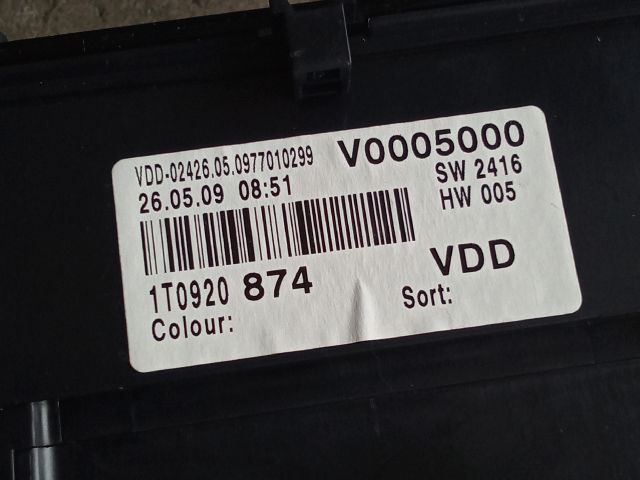 VDD-02426.05.0977010299 V0005000
26.05.09 08:51 SW 2416
HW 005
1T0920 874 VDD
Colour: Sort: